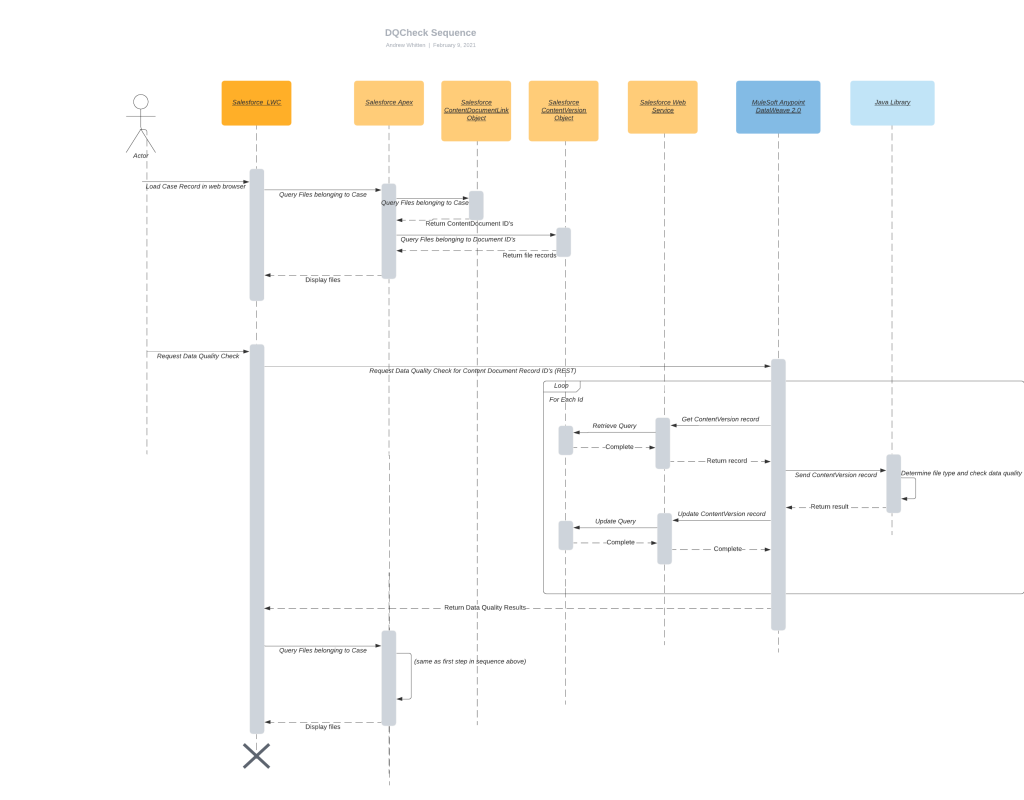 DQCheck Sequence
Andrew Whitten | February 9, 2021
Salesforce LWC
Salesforce Apex
Salesforce
ContentDocumentLink
Object
Salesforce
ContentVersion
Object
Salesforce Web
Service
MuleSoft Anypoint
DataWeave 2.0
Java Library
Actor
Load Case Record in web browser
Query Files belonging to Case
Query Files belonging to Case
Return ContentDocument ID's
Query Files belonging to Document ID's
Return file records
Display files
Request Data Quality Check
Request Data Quality Check for Content Document Record ID's (REST)
Loop
For Each Id
Get ContentVersion record
Retrieve Query
Complete
Return record
Send ContentVersion record
Determine file type and check data quality
Return result
Update ContentVersion record
Update Query
Complete
Complete
Return Data Quality Results
Query Files belonging to Case
(same as first step in sequence above)
Display files